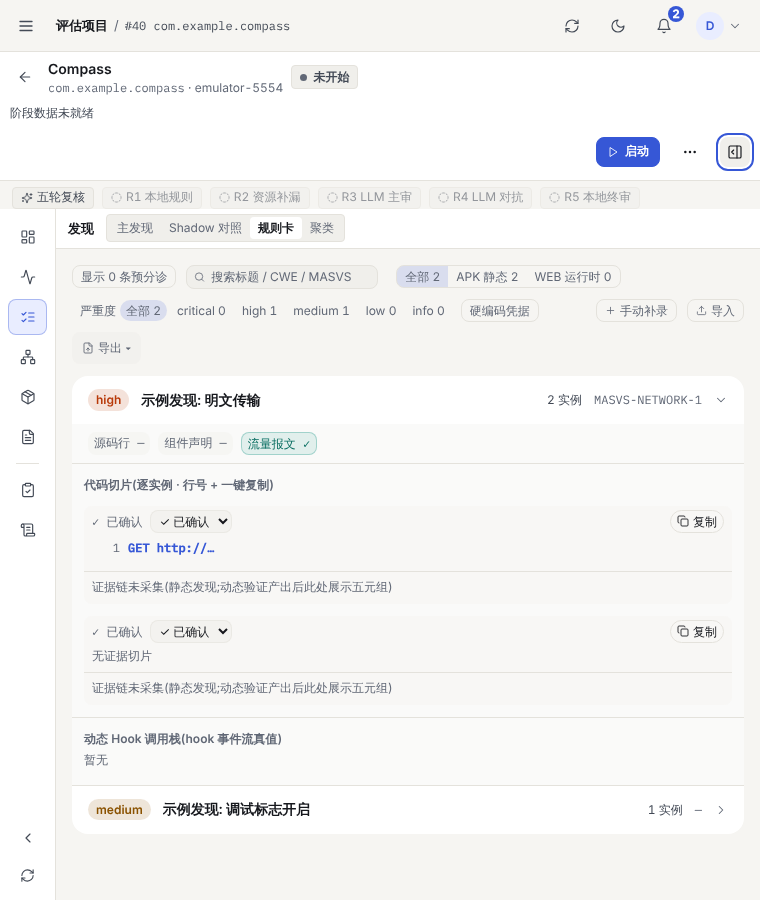 评估项目 / #40 com.example.compass
2
D
Compass
com.example.compass · emulator-5554
未开始
阶段数据未就绪
启动
五轮复核 R1 本地规则 R2 资源补漏 R3 LLM 主审 R4 LLM 对抗 R5 本地终审
发现 主发现 Shadow 对照 规则卡 聚类
显示 0 条预分诊 搜索标题 / CWE / MASVS 全部 2 APK 静态 2 WEB 运行时 0
严重度 全部 2 critical 0 high 1 medium 1 low 0 info 0 硬编码凭据 手动补录 导入
导出
high 示例发现: 明文传输 2 实例 MASVS-NETWORK-1
源码行 — 组件声明 — 流量报文 ✓
代码切片(逐实例 · 行号 + 一键复制)
✓ 已确认 ✓ 已确认 复制
1 GET http://…
证据链未采集(静态发现;动态验证产出后此处展示五元组)
✓ 已确认 ✓ 已确认 复制
无证据切片
证据链未采集(静态发现;动态验证产出后此处展示五元组)
动态 Hook 调用栈(hook 事件流真值)
暂无
medium 示例发现: 调试标志开启 1 实例 —